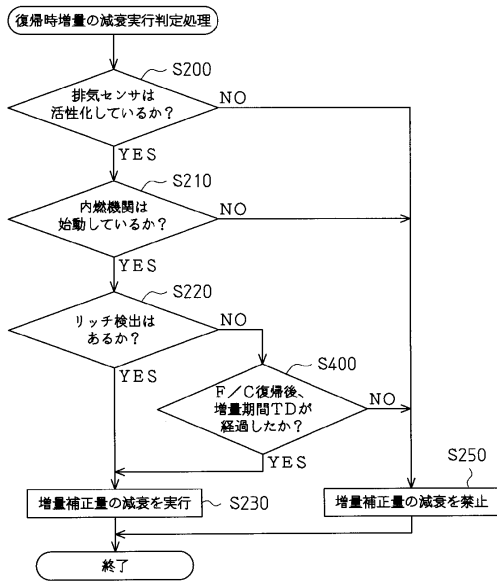 復帰時増量の減衰実行判定処理
S200
排気センサは
活性化しているか？
NO
YES
S210
内燃機関は
始動しているか？
NO
YES
S220
リッチ検出は
あるか？
NO
YES
S400
F／C復帰後、
増量期間TDが
経過したか？
NO
YES
S230
増量補正量の減衰を実行
S250
増量補正量の減衰を禁止
終了